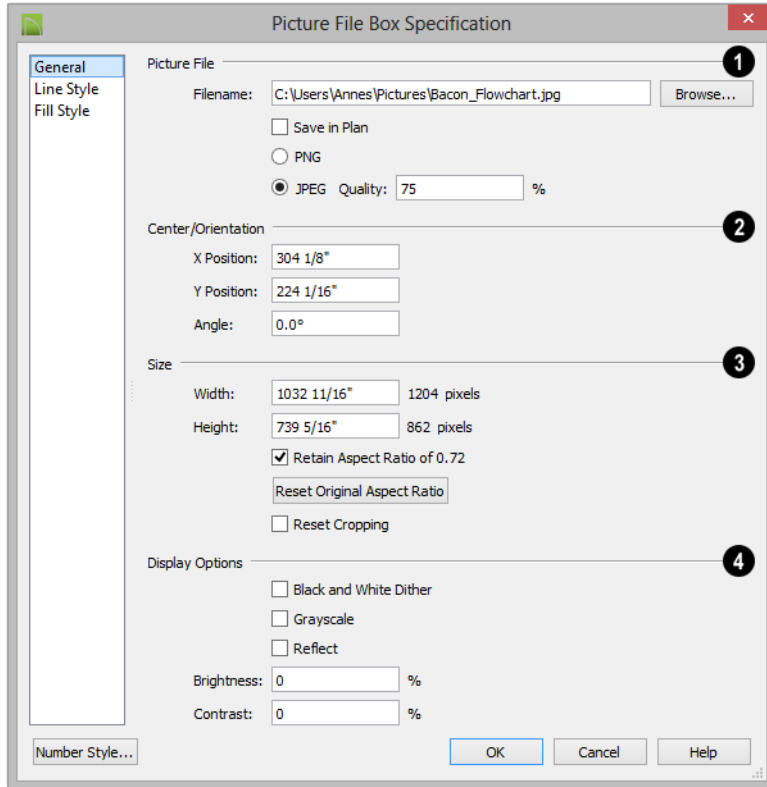 Picture File Box Specification
General
Line Style
Fill Style
Picture File
1
Filename: C:\Users\Annes\Pictures\Bacon_Flowchart.jpg Browse...
Save in Plan
PNG
JPEG Quality: 75 %
Center/Orientation
2
X Position: 304 1/8"
Y Position: 224 1/16"
Angle: 0.0°
Size
3
Width: 1032 11/16" 1204 pixels
Height: 739 5/16" 862 pixels
Retain Aspect Ratio of 0.72
Reset Original Aspect Ratio
Reset Cropping
Display Options
4
Black and White Dither
Grayscale
Reflect
Brightness: 0 %
Contrast: 0 %
Number Style... OK Cancel Help